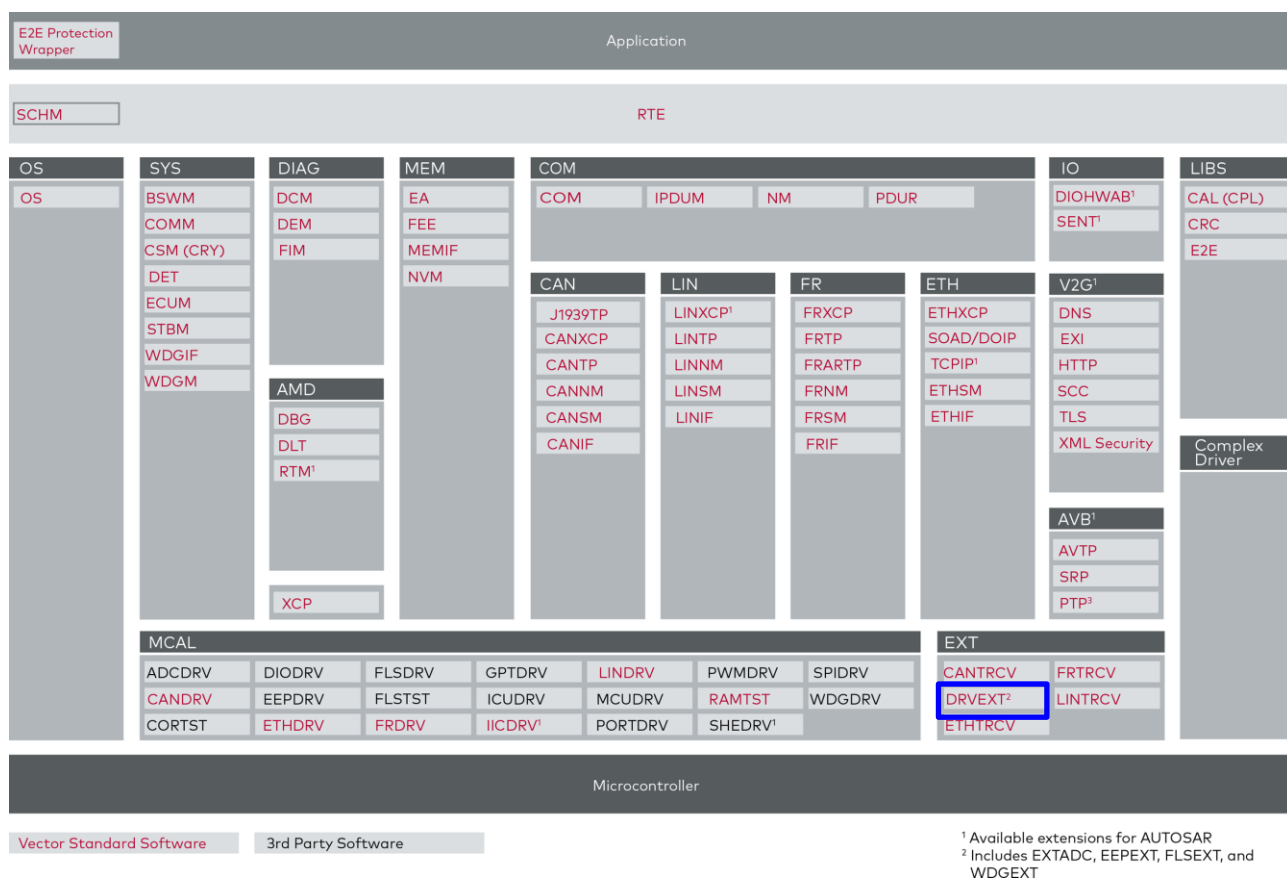 E2E Protection
Wrapper
Application
SCHM
RTE
OS
OS
SYS
BSWM
COMM
CSM (CRY)
DET
ECUM
STBM
WDGIF
WDGM
DIAG
DCM
DEM
FIM
AMD
DBG
DLT
RTM¹
XCP
MEM
EA
FEE
MEMIF
NVM
COM
COM IPDUM NM PDUR
CAN
J1939TP
CANXCP
CANTP
CANNM
CANSM
CANIF
LIN
LINXCP¹
LINTP
LINNM
LINSM
LINIF
FR
FRXCP
FRTP
FRARTP
FRNM
FRSM
FRIF
ETH
ETHXCP
SOAD/DOIP
TCPIP¹
ETHSM
ETHIF
IO
DIOHWAB¹
SENT¹
V2G¹
DNS
EXI
HTTP
SCC
TLS
XML Security
AVB¹
AVTP
SRP
PTP³
LIBS
CAL (CPL)
CRC
E2E
Complex
Driver
MCAL
ADCDRV DIODRV FLSDRV GPTDRV LINDRV PWMDRV SPIDRV
CANDRV EEPDRV FLSTST ICUDRV MCUDRV RAMTST WDGDRV
CORTST ETHDRV FRDRV IICDRV¹ PORTDRV SHEDRV¹
EXT
CANTRCV FRTRCV
DRVEXT² LINTRCV
ETHTRCV
Microcontroller
Vector Standard Software 3rd Party Software
¹ Available extensions for AUTOSAR
² Includes EXTADC, EEPEXT, FLSEXT, and
WDGEXT